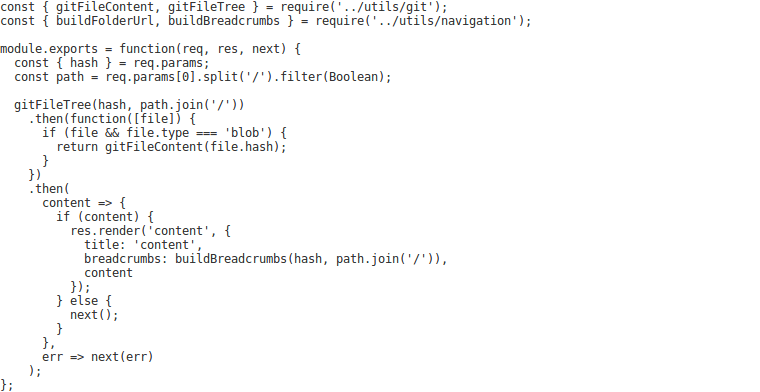 const { gitFileContent, gitFileTree } = require('../utils/git');
const { buildFolderUrl, buildBreadcrumbs } = require('../utils/navigation');

module.exports = function(req, res, next) {
  const { hash } = req.params;
  const path = req.params[0].split('/').filter(Boolean);

  gitFileTree(hash, path.join('/'))
    .then(function([file]) {
      if (file && file.type === 'blob') {
        return gitFileContent(file.hash);
      }
    })
    .then(
      content => {
        if (content) {
          res.render('content', {
            title: 'content',
            breadcrumbs: buildBreadcrumbs(hash, path.join('/')),
            content
          });
        } else {
          next();
        }
      },
      err => next(err)
    );
};